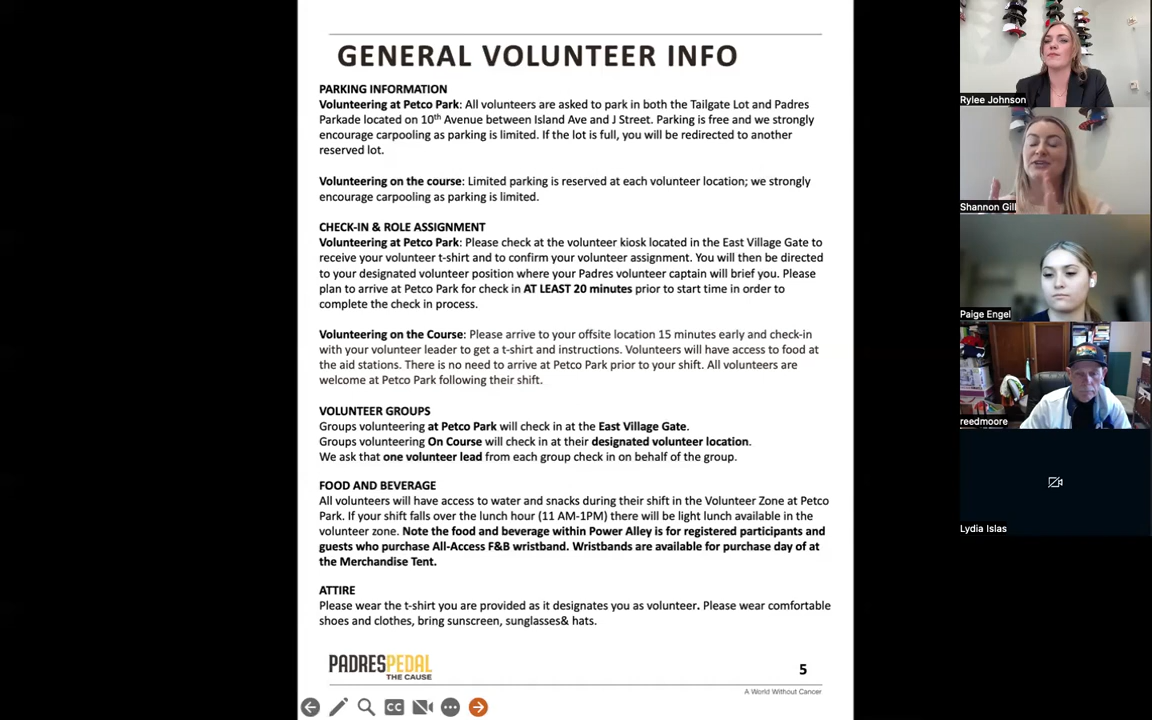 GENERAL VOLUNTEER INFO
PARKING INFORMATION
Volunteering at Petco Park: All volunteers are asked to park in both the Tailgate Lot and Padres
Parkade located on 10th Avenue between Island Ave and J Street. Parking is free and we strongly
encourage carpooling as parking is limited. If the lot is full, you will be redirected to another
reserved lot.
Volunteering on the course: Limited parking is reserved at each volunteer location; we strongly
encourage carpooling as parking is limited.
CHECK-IN & ROLE ASSIGNMENT
Volunteering at Petco Park: Please check at the volunteer kiosk located in the East Village Gate to
receive your volunteer t-shirt and to confirm your volunteer assignment. You will then be directed
to your designated volunteer position where your Padres volunteer captain will brief you. Please
plan to arrive at Petco Park for check in AT LEAST 20 minutes prior to start time in order to
complete the check in process.
Volunteering on the Course: Please arrive to your offsite location 15 minutes early and check-in
with your volunteer leader to get a t-shirt and instructions. Volunteers will have access to food at
the aid stations. There is no need to arrive at Petco Park prior to your shift. All volunteers are
welcome at Petco Park following their shift.
VOLUNTEER GROUPS
Groups volunteering at Petco Park will check in at the East Village Gate.
Groups volunteering On Course will check in at their designated volunteer location.
We ask that one volunteer lead from each group check in on behalf of the group.
FOOD AND BEVERAGE
All volunteers will have access to water and snacks during their shift in the Volunteer Zone at Petco
Park. If your shift falls over the lunch hour (11 AM-1PM) there will be light lunch available in the
volunteer zone. Note the food and beverage within Power Alley is for registered participants and
guests who purchase All-Access F&B wristband. Wristbands are available for purchase day of at
the Merchandise Tent.
ATTIRE
Please wear the t-shirt you are provided as it designates you as volunteer. Please wear comfortable
shoes and clothes, bring sunscreen, sunglasses& hats.
PADRESPEDAL
THE CAUSE
5
A World Without Cancer
CC
Rylee Johnson
Shannon Gill
Paige Engel
reedmoore
Lydia Islas